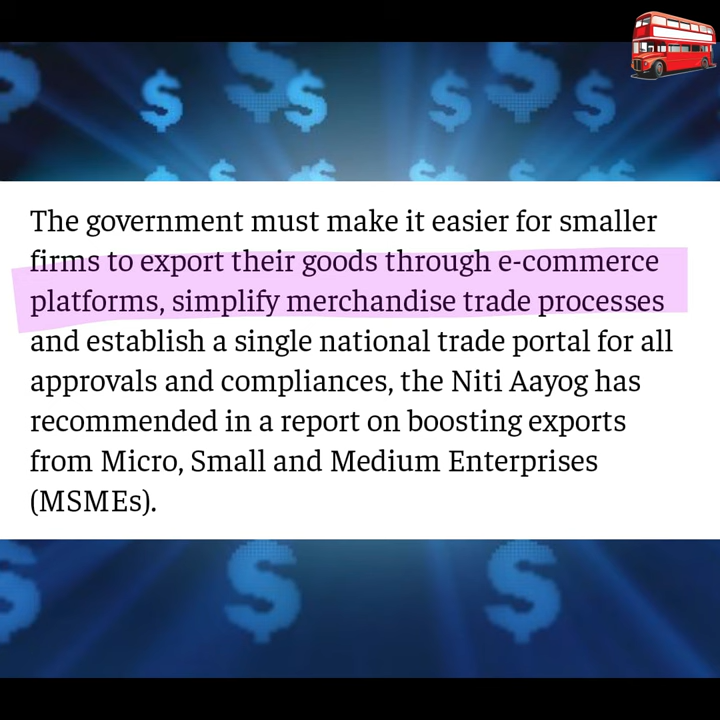 The government must make it easier for smaller
firms to export their goods through e-commerce
platforms, simplify merchandise trade processes
and establish a single national trade portal for all
approvals and compliances, the Niti Aayog has
recommended in a report on boosting exports
from Micro, Small and Medium Enterprises
(MSMEs).